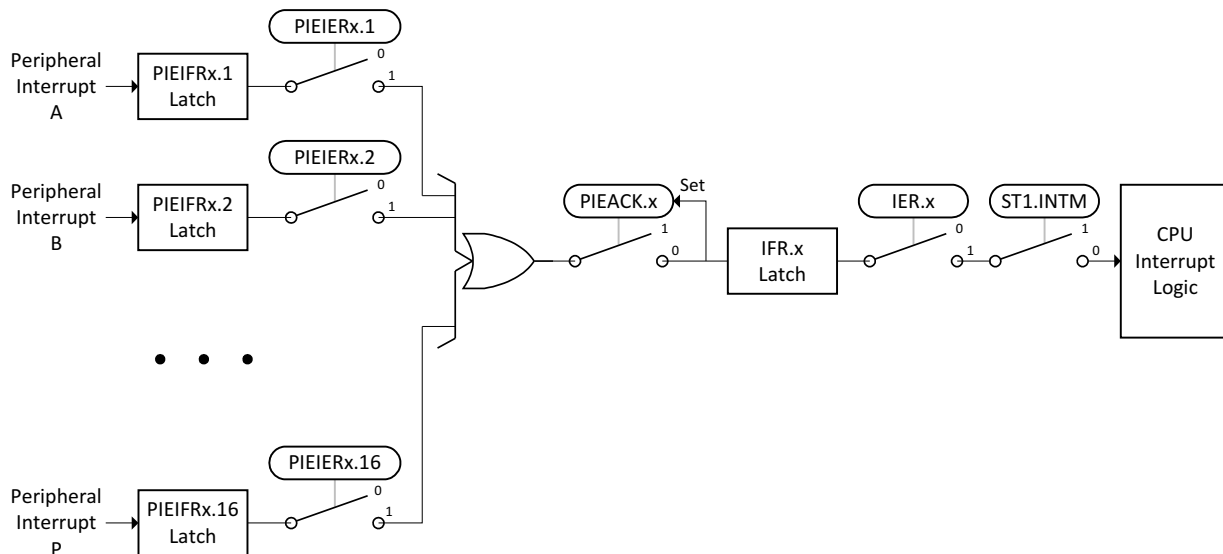 PIEIERx.1
Peripheral
Interrupt
A
PIEIFRx.1
Latch
0
1
PIEIERx.2
Peripheral
Interrupt
B
PIEIFRx.2
Latch
0
1
PIEACK.x
Set
1
0
IFR.x
Latch
IER.x
0
1
ST1.INTM
1
0
CPU
Interrupt
Logic
PIEIERx.16
Peripheral
Interrupt
P
PIEIFRx.16
Latch
0
1